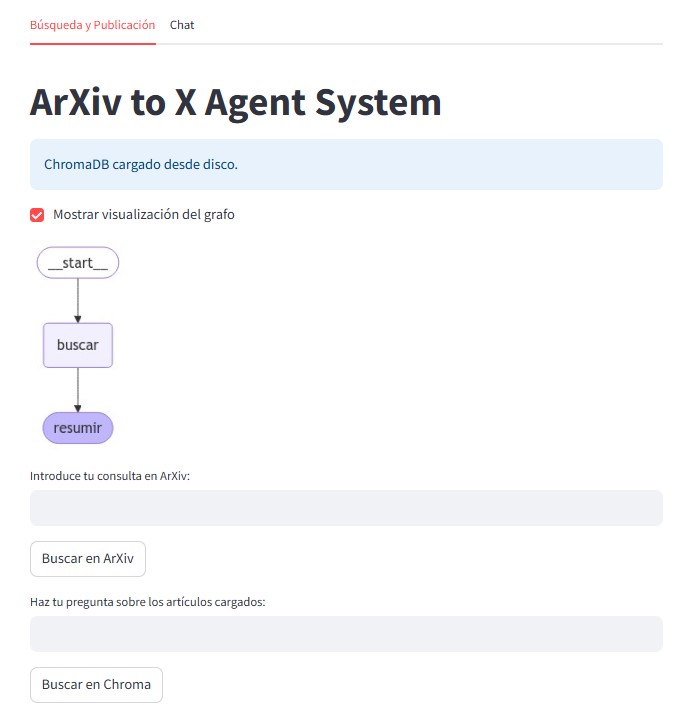 Búsqueda y Publicación Chat
ArXiv to X Agent System
ChromaDB cargado desde disco.
Mostrar visualización del grafo
__start__
buscar
resumir
Introduce tu consulta en ArXiv:
Buscar en ArXiv
Haz tu pregunta sobre los artículos cargados:
Buscar en Chroma